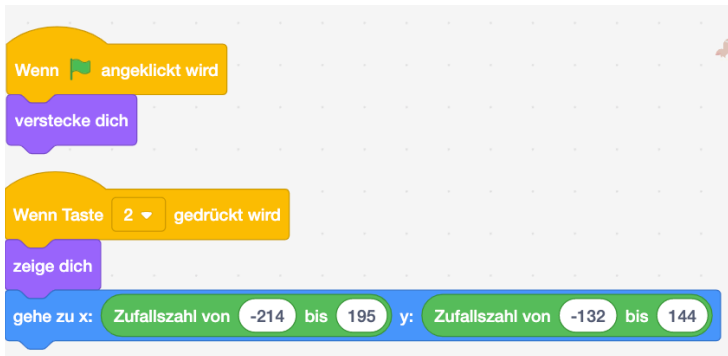 Wenn angeklickt wird
verstecke dich
Wenn Taste 2 gedrückt wird
zeige dich
gehe zu x: Zufallszahl von -214 bis 195 y: Zufallszahl von -132 bis 144